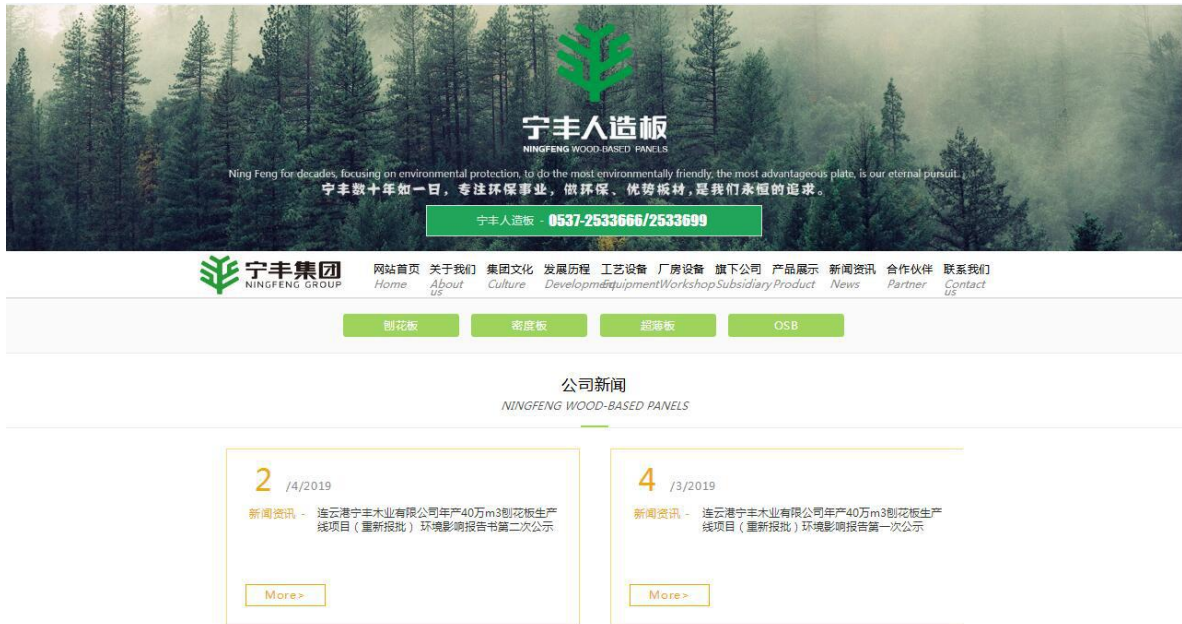 宁丰人造板
NINGFENG WOOD-BASED PANELS
Ning Feng for decades, focusing on environmental protection, to do the most environmentally friendly, the most advantageous plate, is our eternal pursuit.
宁丰数十年如一日，专注环保事业，做环保、优势板材,是我们永恒的追求。
宁丰人造板 - 0537-2533666/2533699
宁丰集团
NINGFENG GROUP
网站首页 关于我们 集团文化 发展历程 工艺设备 厂房设备 旗下公司 产品展示 新闻资讯 合作伙伴 联系我们
Home About us Culture Development Equipment Workshop Subsidiary Product News Partner Contact us
刨花板 密度板 超薄板 OSB
公司新闻
NINGFENG WOOD-BASED PANELS
2 /4/2019
新闻资讯 - 连云港宁丰木业有限公司年产40万m3刨花板生产
线项目（重新报批）环境影响报告书第二次公示
More>
4 /3/2019
新闻资讯 - 连云港宁丰木业有限公司年产40万m3刨花板生产
线项目（重新报批）环境影响报告第一次公示
More>